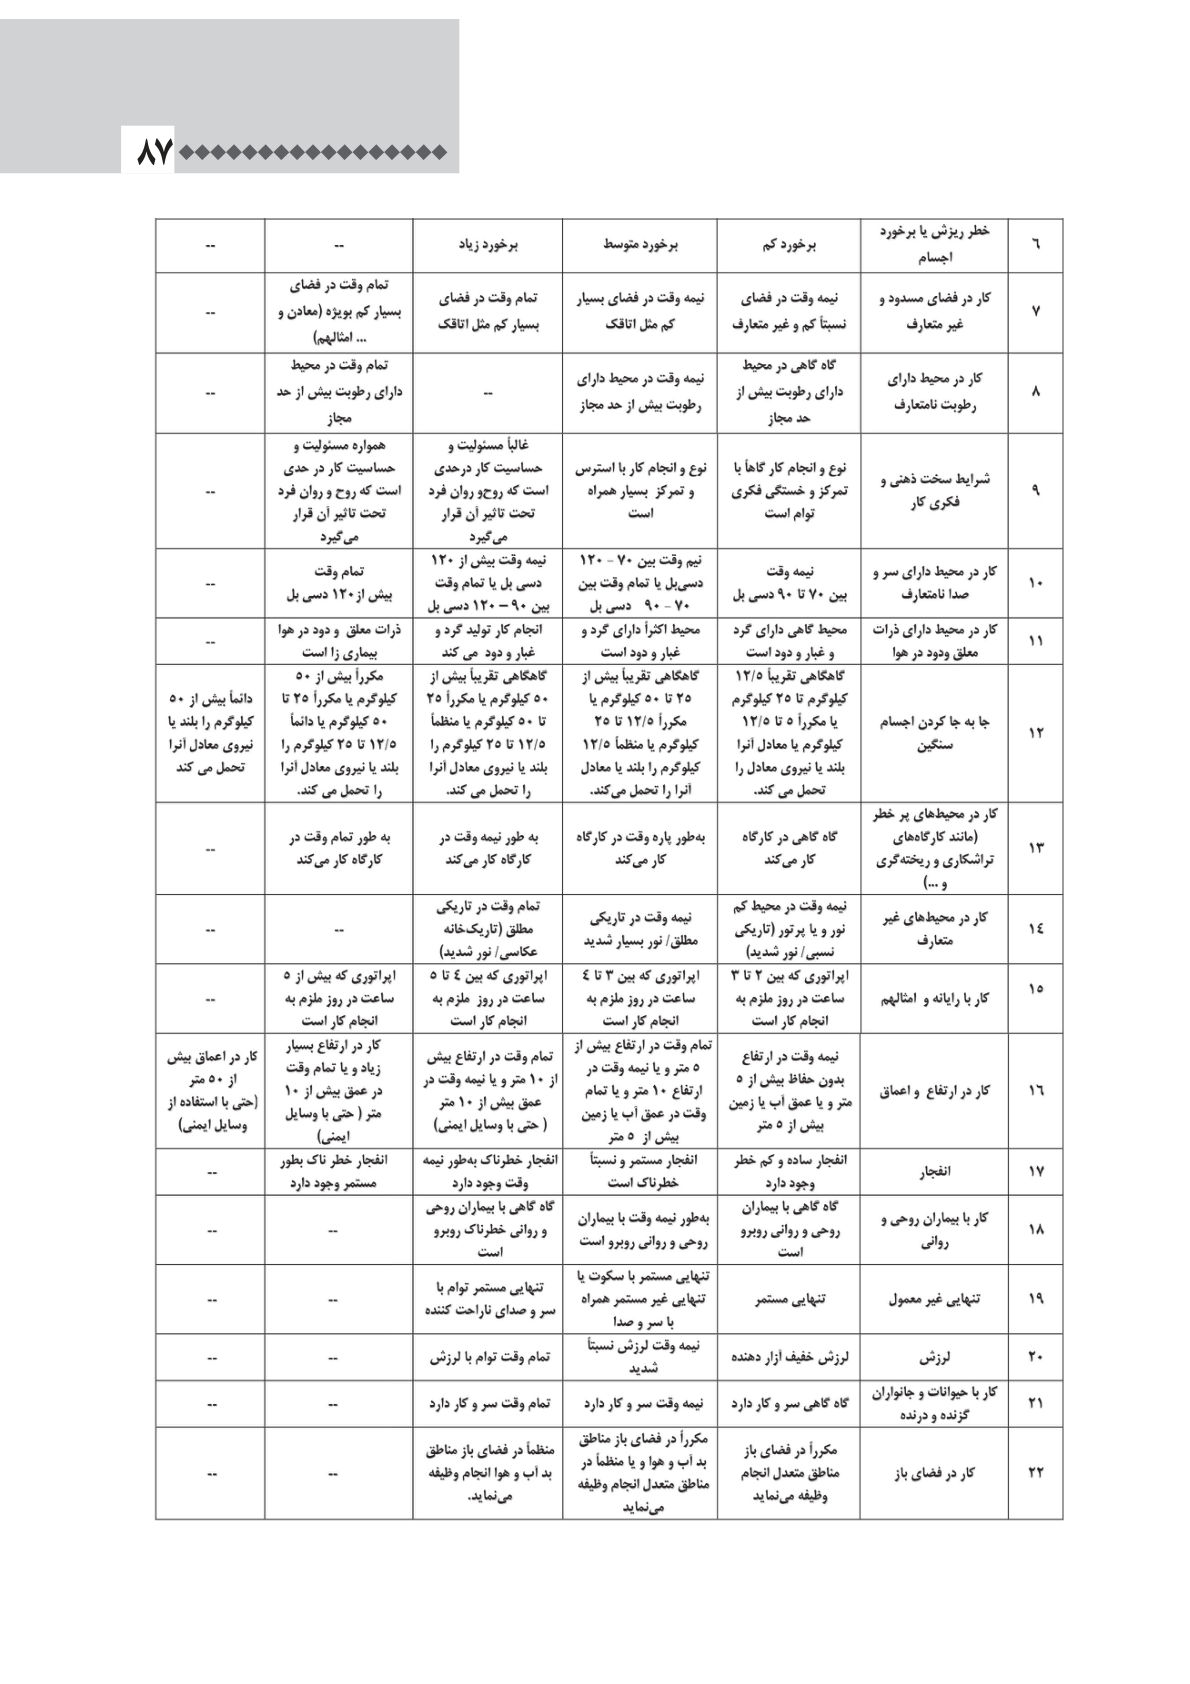 ۸۷
٦
خطر ریزش یا برخورد
اجسام
برخورد کم
برخورد متوسط
برخورد زیاد
--
--
۷
کار در فضای مسدود و
غیر متعارف
نیمه وقت در فضای
نسبتاً کم و غیر متعارف
نیمه وقت در فضای بسیار
کم مثل اتاقک
تمام وقت در فضای
بسیار کم مثل اتاقک
تمام وقت در فضای
بسیار کم بویژه (معادن و
... امثالهم)
--
۸
کار در محیط دارای
رطوبت نامتعارف
گاه گاهی در محیط
دارای رطوبت بیش از
حد مجاز
نیمه وقت در محیط دارای
رطوبت بیش از حد مجاز
--
تمام وقت در محیط
دارای رطوبت بیش از حد
مجاز
--
۹
شرایط سخت ذهنی و
فکری کار
نوع و انجام کار گاهاً با
تمرکز و خستگی فکری
توام است
نوع و انجام کار با استرس
و تمرکز بسیار همراه
است
غالباً مسئولیت و
حساسیت کار درحدی
است که روح‌و روان فرد
تحت تاثیر آن قرار
می‌گیرد
همواره مسئولیت و
حساسیت کار در حدی
است که روح و روان فرد
تحت تاثیر آن قرار
می‌گیرد
--
۱۰
کار در محیط دارای سر و
صدا نامتعارف
نیمه وقت
بین ۷۰ تا ۹۰ دسی بل
نیم وقت بین ۷۰ - ۱۲۰
دسی‌بل یا تمام وقت بین
۷۰ - ۹۰ دسی بل
نیمه وقت بیش از ۱۲۰
دسی بل یا تمام وقت
بین ۹۰ – ۱۲۰ دسی بل
تمام وقت
بیش از۱۲۰ دسی بل
--
۱۱
کار در محیط دارای ذرات
معلق ودود در هوا
محیط گاهی دارای گرد
و غبار و دود است
محیط اکثراً دارای گرد و
غبار و دود است
انجام کار تولید گرد و
غبار و دود می کند
ذرات معلق و دود در هوا
بیماری زا است
--
۱۲
جا به جا کردن اجسام
سنگین
گاهگاهی تقریباً ۱۲/۵
کیلوگرم تا ۲۵ کیلوگرم
یا مکرراً ۵ تا ۱۲/۵
کیلوگرم یا معادل آنرا
بلند یا نیروی معادل را
تحمل می کند.
گاهگاهی تقریباً بیش از
۲۵ تا ۵۰ کیلوگرم یا
مکرراً ۱۲/۵ تا ۲۵
کیلوگرم یا منظماً ۱۲/۵
کیلوگرم را بلند یا معادل
آنرا را تحمل می‌کند.
گاهگاهی تقریباً بیش از
۵۰ کیلوگرم یا مکرراً ۲۵
تا ۵۰ کیلوگرم یا منظماً
۱۲/۵ تا ۲۵ کیلوگرم را
بلند یا نیروی معادل آنرا
را تحمل می کند.
مکرراً بیش از ۵۰
کیلوگرم یا مکرراً ۲۵ تا
۵۰ کیلوگرم یا دائماً
۱۲/۵ تا ۲۵ کیلوگرم را
بلند یا نیروی معادل آنرا
را تحمل می کند.
دائماً بیش از ۵۰
کیلوگرم را بلند یا
نیروی معادل آنرا
تحمل می کند
۱۳
کار در محیط‌های پر خطر
(مانند کارگاه‌های
تراشکاری و ریخته‌گری
و ...)
گاه گاهی در کارگاه
کار می‌کند
به‌طور پاره وقت در کارگاه
کار می‌کند
به طور نیمه وقت در
کارگاه کار می‌کند
به طور تمام وقت در
کارگاه کار می‌کند
--
۱٤
کار در محیط‌های غیر
متعارف
نیمه وقت در محیط کم
نور و یا پرتور (تاریکی
نسبی/ نور شدید)
نیمه وقت در تاریکی
مطلق/ نور بسیار شدید
تمام وقت در تاریکی
مطلق (تاریک‌خانه
عکاسی/ نور شدید)
--
--
۱۵
کار با رایانه و امثالهم
اپراتوری که بین ۲ تا ۳
ساعت در روز ملزم به
انجام کار است
اپراتوری که بین ۳ تا ٤
ساعت در روز ملزم به
انجام کار است
اپراتوری که بین ٤ تا ۵
ساعت در روز ملزم به
انجام کار است
اپراتوری که بیش از ۵
ساعت در روز ملزم به
انجام کار است
--
۱٦
کار در ارتفاع و اعماق
نیمه وقت در ارتفاع
بدون حفاظ بیش از ۵
متر و یا عمق آب یا زمین
بیش از ۵ متر
تمام وقت در ارتفاع بیش از
۵ متر و یا نیمه وقت در
ارتفاع ۱۰ متر و یا تمام
وقت در عمق آب یا زمین
بیش از ۵ متر
تمام وقت در ارتفاع بیش
از ۱۰ متر و یا نیمه وقت در
عمق بیش از ۱۰ متر
( حتی با وسایل ایمنی)
کار در ارتفاع بسیار
زیاد و یا تمام وقت
در عمق بیش از ۱۰
متر ( حتی با وسایل
ایمنی)
کار در اعماق بیش
از ۵۰ متر
(حتی با استفاده از
وسایل ایمنی)
۱۷
انفجار
انفجار ساده و کم خطر
وجود دارد
انفجار مستمر و نسبتاً
خطرناک است
انفجار خطرناک به‌طور نیمه
وقت وجود دارد
انفجار خطر ناک بطور
مستمر وجود دارد
--
۱۸
کار با بیماران روحی و
روانی
گاه گاهی با بیماران
روحی و روانی روبرو
است
به‌طور نیمه وقت با بیماران
روحی و روانی روبرو است
گاه گاهی با بیماران روحی
و روانی خطرناک روبرو
است
--
--
۱۹
تنهایی غیر معمول
تنهایی مستمر
تنهایی مستمر با سکوت یا
تنهایی غیر مستمر همراه
با سر و صدا
تنهایی مستمر توام با
سر و صدای ناراحت کننده
--
--
۲۰
لرزش
لرزش خفیف آزار دهنده
نیمه وقت لرزش نسبتاً
شدید
تمام وقت توام با لرزش
--
--
۲۱
کار با حیوانات و جانواران
گزنده و درنده
گاه گاهی سر و کار دارد
نیمه وقت سر و کار دارد
تمام وقت سر و کار دارد
--
--
۲۲
کار در فضای باز
مکرراً در فضای باز
مناطق متعدل انجام
وظیفه می‌نماید
مکرراً در فضای باز مناطق
بد آب و هوا و یا منظماً در
مناطق متعدل انجام وظیفه
می‌نماید
منظماً در فضای باز مناطق
بد آب و هوا انجام وظیفه
می‌نماید.
--
--